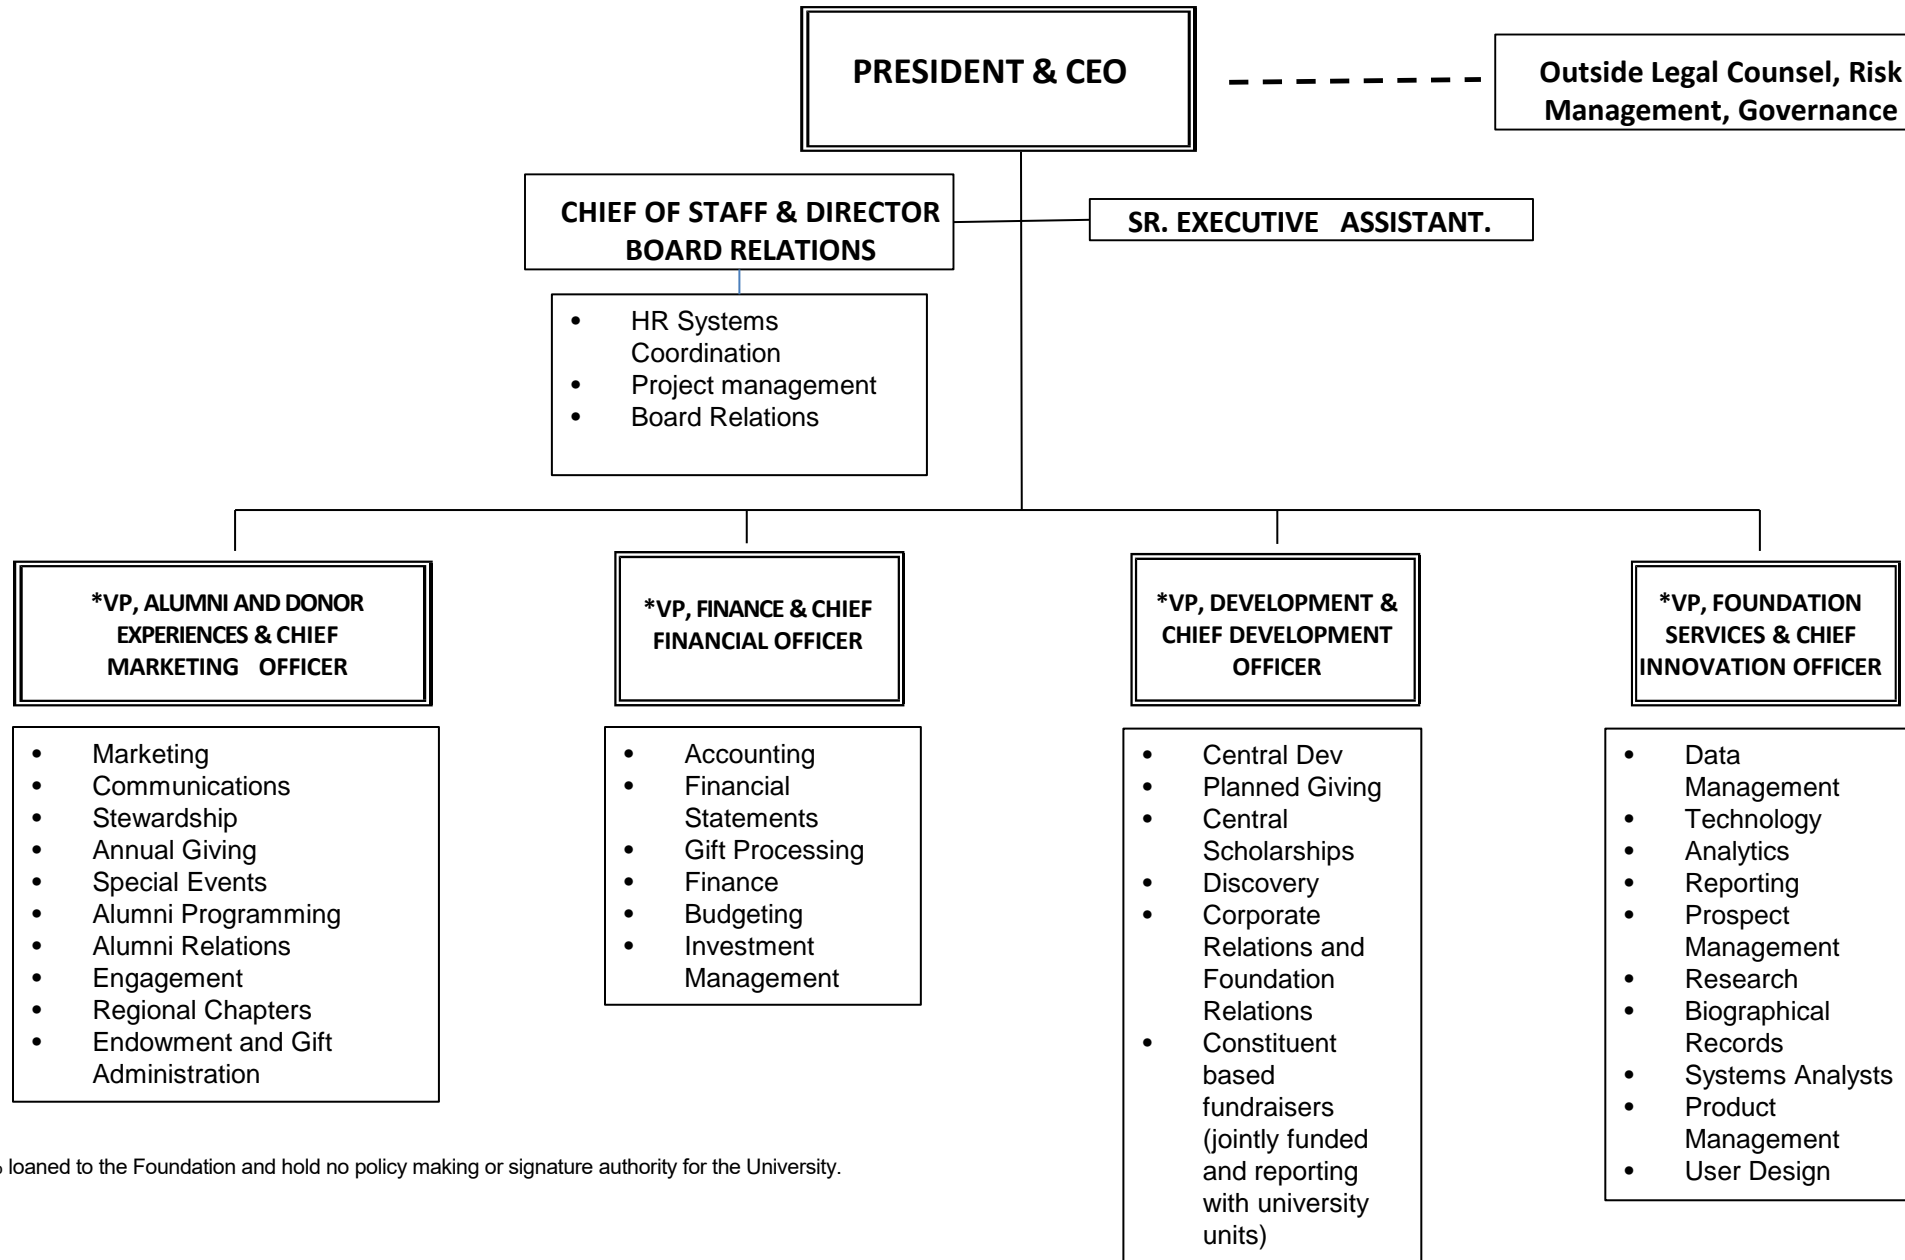 PRESIDENT & CEO
Outside Legal Counsel, Risk
Management, Governance
CHIEF OF STAFF & DIRECTOR
BOARD RELATIONS
SR. EXECUTIVE ASSISTANT.
• HR Systems
Coordination
• Project management
• Board Relations
*VP, ALUMNI AND DONOR
EXPERIENCES & CHIEF
MARKETING OFFICER
• Marketing
• Communications
• Stewardship
• Annual Giving
• Special Events
• Alumni Programming
• Alumni Relations
• Engagement
• Regional Chapters
• Endowment and Gift
Administration
*VP, FINANCE & CHIEF
FINANCIAL OFFICER
• Accounting
• Financial
Statements
• Gift Processing
• Finance
• Budgeting
• Investment
Management
*VP, DEVELOPMENT &
CHIEF DEVELOPMENT
OFFICER
• Central Dev
• Planned Giving
• Central
Scholarships
• Discovery
• Corporate
Relations and
Foundation
Relations
• Constituent
based
fundraisers
(jointly funded
and reporting
with university
units)
*VP, FOUNDATION
SERVICES & CHIEF
INNOVATION OFFICER
• Data
Management
• Technology
• Analytics
• Reporting
• Prospect
Management
• Research
• Biographical
Records
• Systems Analysts
• Product
Management
• User Design
loaned to the Foundation and hold no policy making or signature authority for the University.